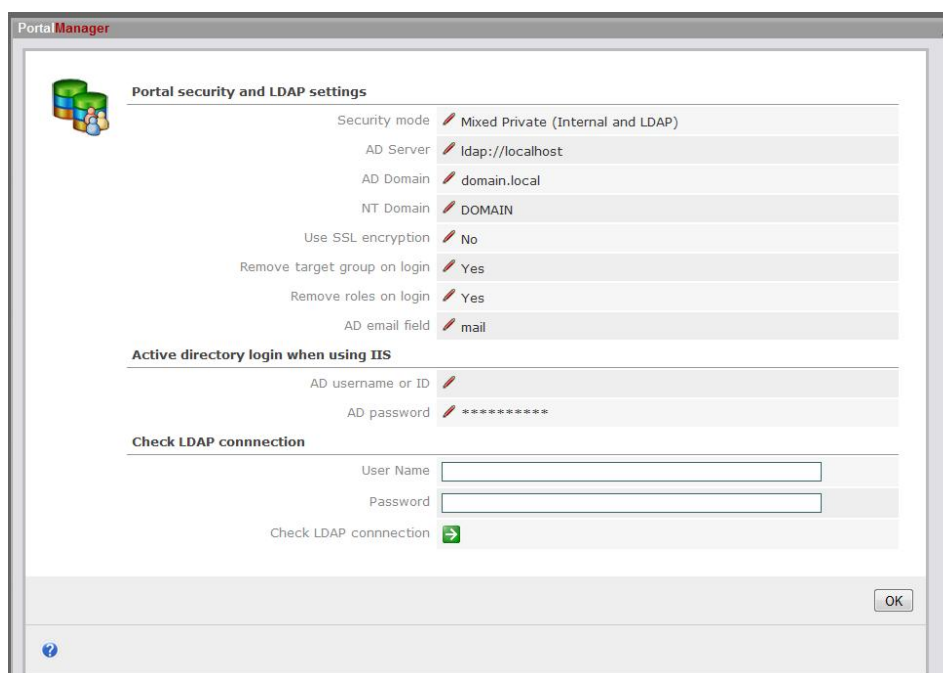 PortalManager
Portal security and LDAP settings
Security mode Mixed Private (Internal and LDAP)
AD Server ldap://localhost
AD Domain domain.local
NT Domain DOMAIN
Use SSL encryption No
Remove target group on login Yes
Remove roles on login Yes
AD email field mail
Active directory login when using IIS
AD username or ID
AD password **********
Check LDAP connnection
User Name
Password
Check LDAP connnection
OK
?